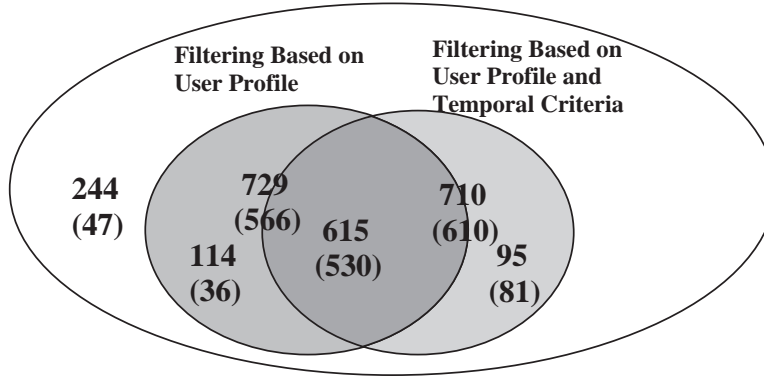 Filtering Based on
User Profile
Filtering Based on
User Profile and
Temporal Criteria
244
(47)
729
(566)
114
(36)
615
(530)
710
(610)
95
(81)